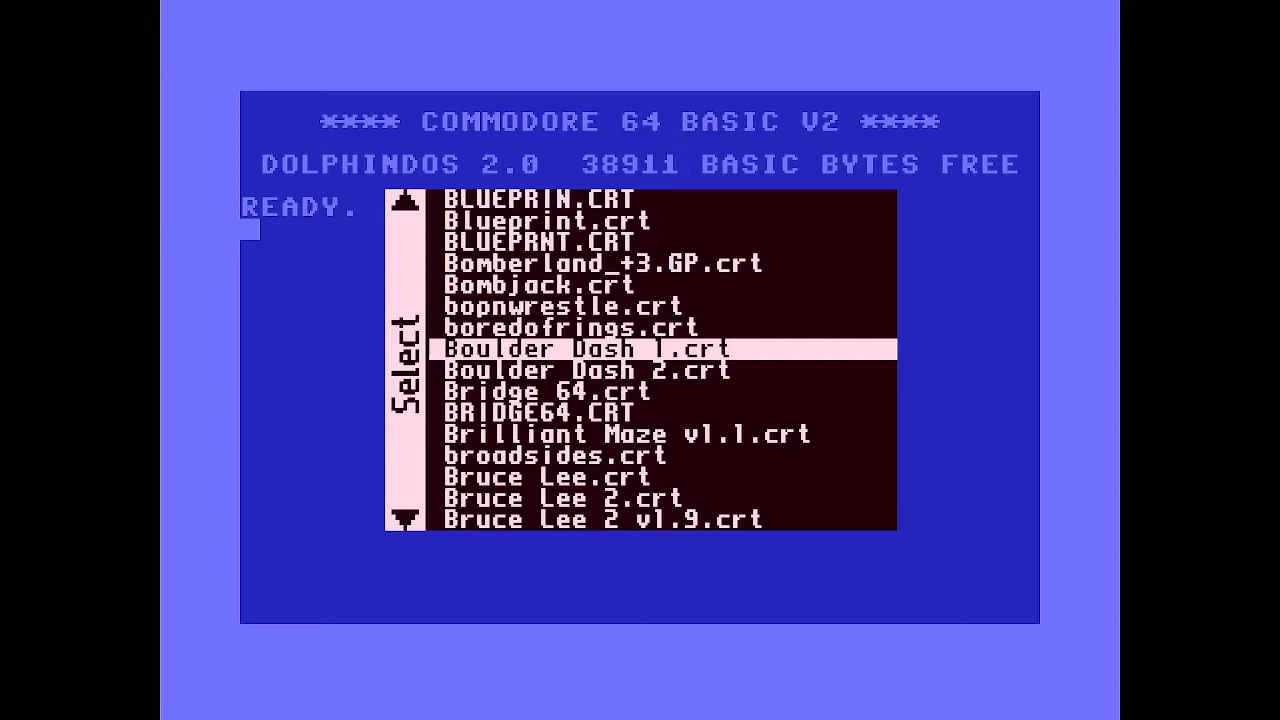 **** COMMODORE 64 BASIC V2 ****
DOLPHINDOS 2.0 38911 BASIC BYTES FREE
READY.
Select
BLUEPRIN.CRT
Blueprint.crt
BLUEPRNT.CRT
Bomberland_+3.GP.crt
Bombjack.crt
bopnwrestle.crt
boredofrings.crt
Boulder Dash 1.crt
Boulder Dash 2.crt
Bridge 64.crt
BRIDGE64.CRT
Brilliant Maze v1.1.crt
broadsides.crt
Bruce Lee.crt
Bruce Lee 2.crt
Bruce Lee 2 v1.9.crt